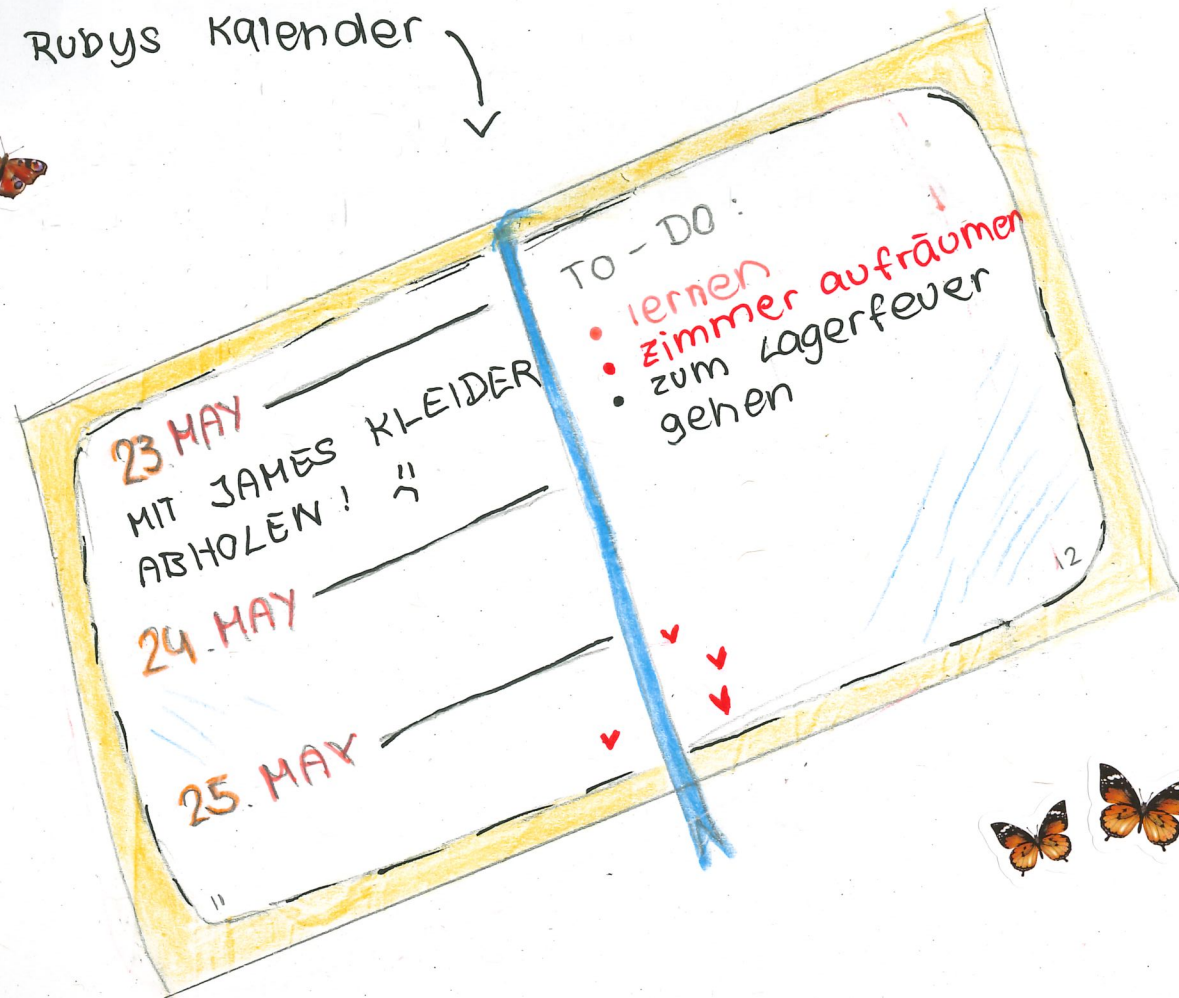 Rubys Kalender
23. MAY
MIT JAMES KLEIDER
ABHOLEN! :(
24. MAY
25. MAY
11
TO-DO:
• lernen
• zimmer aufräumen
• zum Lagerfeuer
gehen
12